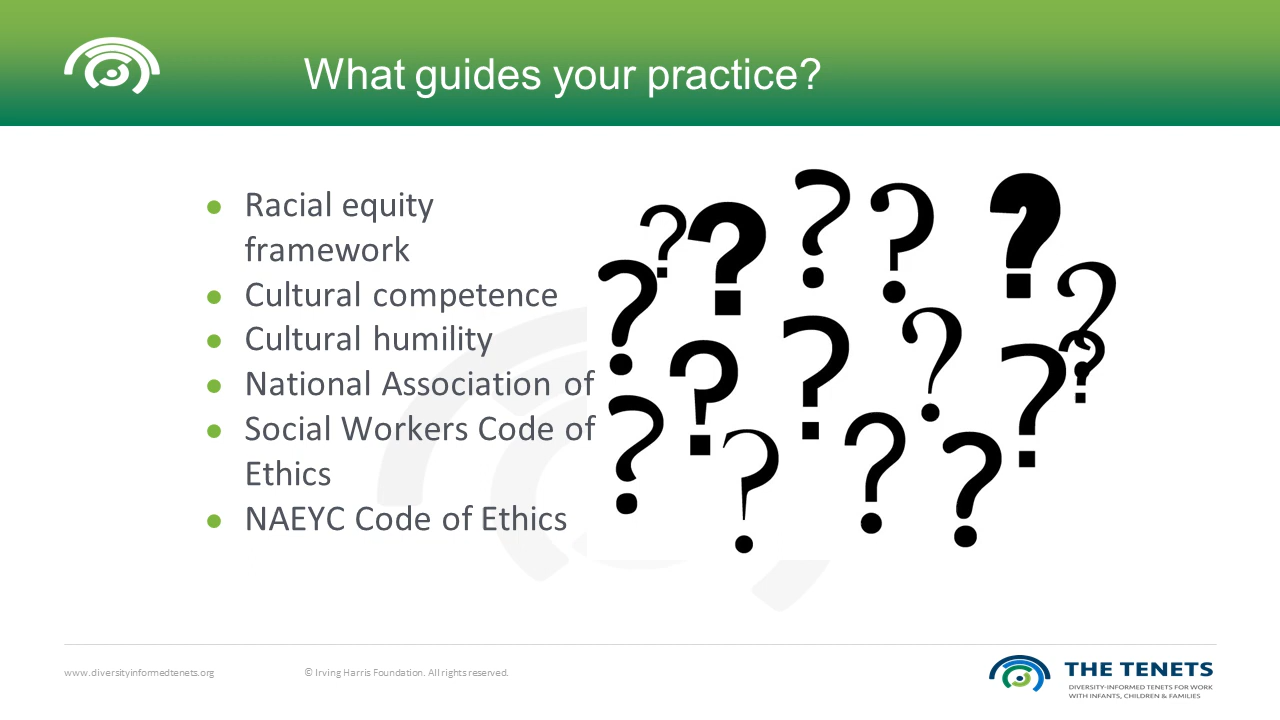 What guides your practice?
● Racial equity
framework
● Cultural competence
● Cultural humility
● National Association of
● Social Workers Code of
Ethics
● NAEYC Code of Ethics
? ? ? ? ? ? ? ? ? ? ? ? ? ? ? ? ?
www.diversityinformedtenets.org
© Irving Harris Foundation. All rights reserved.
THE TENETS
DIVERSITY-INFORMED TENETS FOR WORK
WITH INFANTS, CHILDREN & FAMILIES